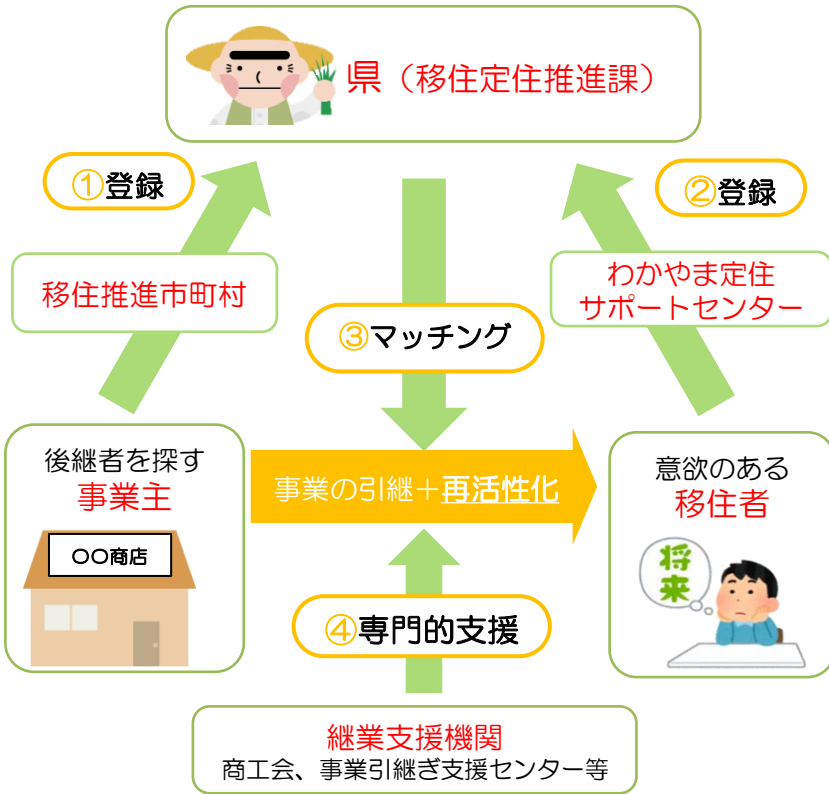 県（移住定住推進課）
①登録
②登録
移住推進市町村
わかやま定住
サポートセンター
③マッチング
後継者を探す
事業主
〇〇商店
事業の引継＋再活性化
意欲のある
移住者
将
来
④専門的支援
継業支援機関
商工会、事業引継ぎ支援センター等